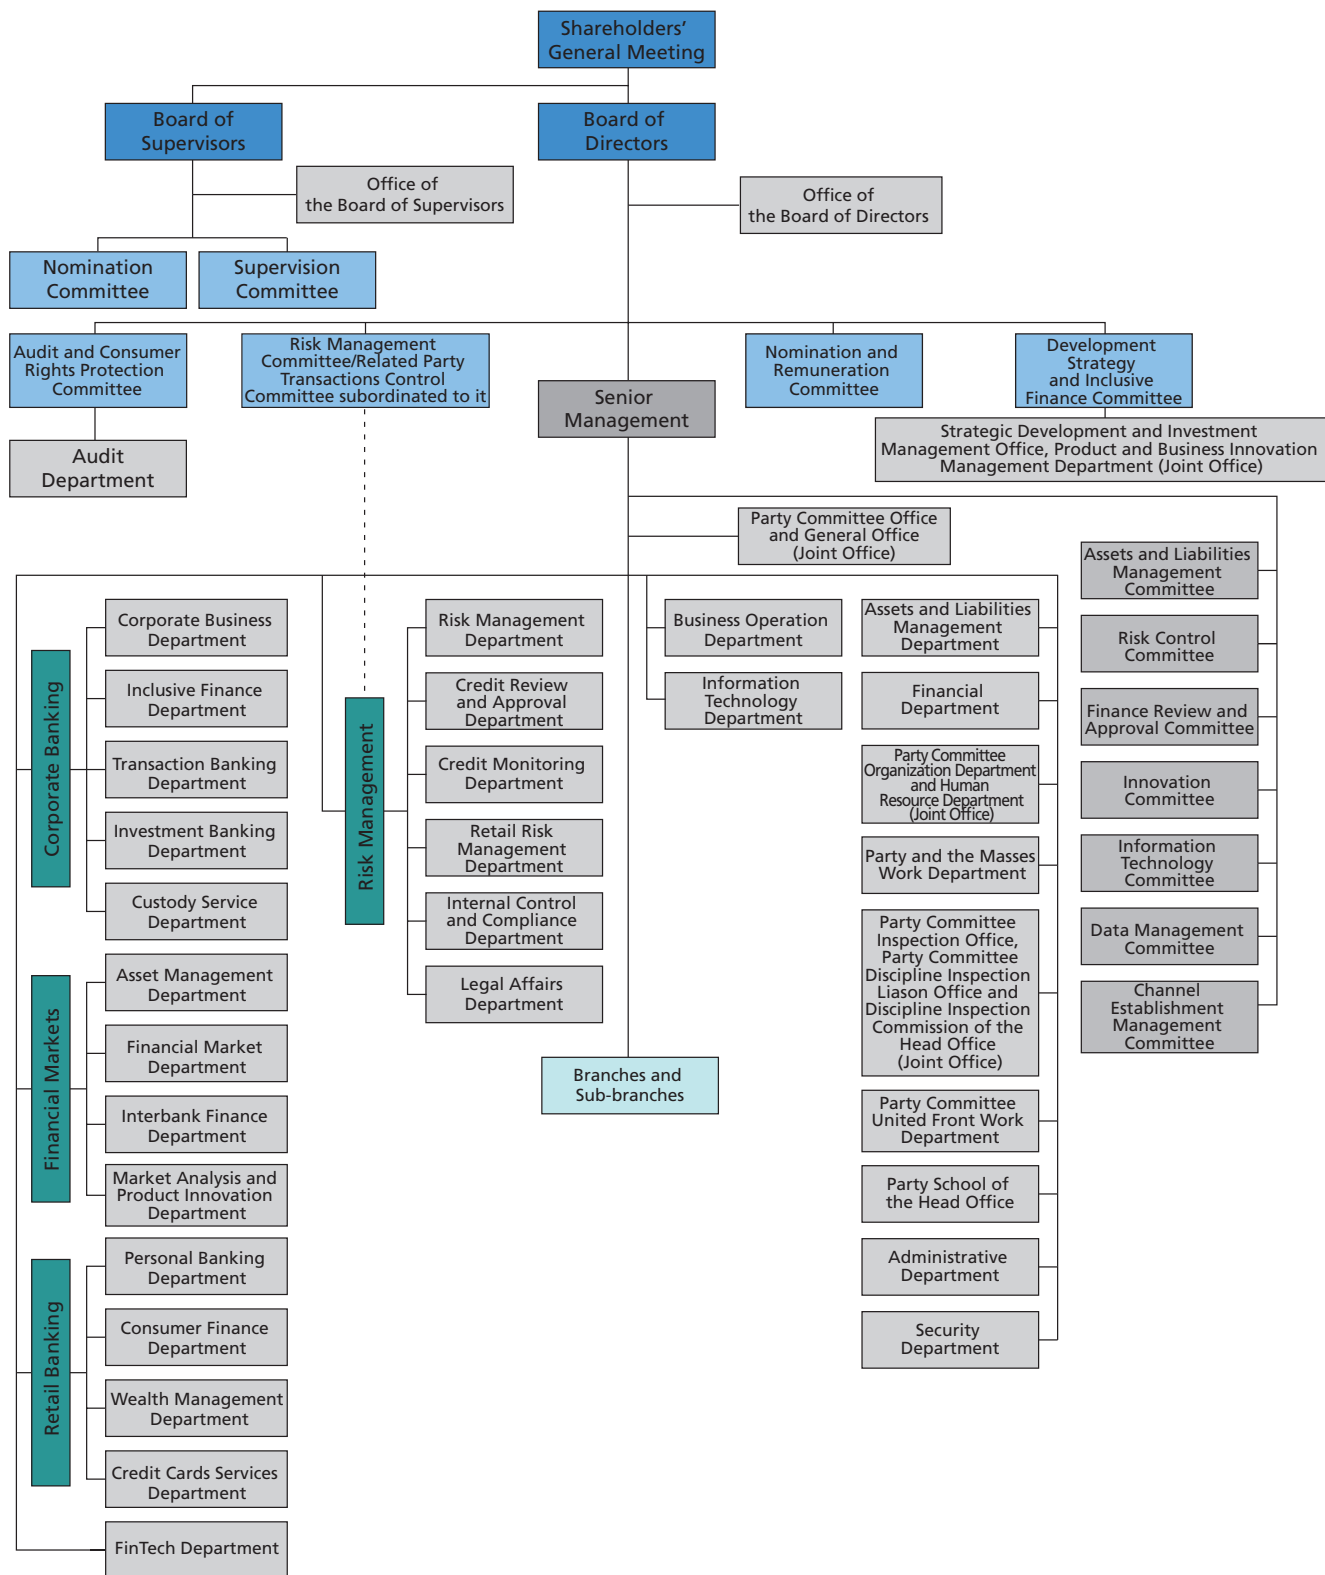 Shareholders'
General Meeting
Board of
Supervisors
Board of
Directors
Office of
the Board of Supervisors
Office of
the Board of Directors
Nomination
Committee
Supervision
Committee
Audit and Consumer
Rights Protection
Committee
Risk Management
Committee/Related Party
Transactions Control
Committee subordinated to it
Senior
Management
Nomination and
Remuneration
Committee
Development
Strategy
and Inclusive
Finance Committee
Audit
Department
Strategic Development and Investment
Management Office, Product and Business Innovation
Management Department (Joint Office)
Party Committee Office
and General Office
(Joint Office)
Corporate Banking
Corporate Business
Department
Inclusive Finance
Department
Transaction Banking
Department
Investment Banking
Department
Custody Service
Department
Financial Markets
Asset Management
Department
Financial Market
Department
Interbank Finance
Department
Market Analysis and
Product Innovation
Department
Retail Banking
Personal Banking
Department
Consumer Finance
Department
Wealth Management
Department
Credit Cards Services
Department
FinTech Department
Risk Management
Risk Management
Department
Credit Review
and Approval
Department
Credit Monitoring
Department
Retail Risk
Management
Department
Internal Control
and Compliance
Department
Legal Affairs
Department
Branches and
Sub-branches
Business Operation
Department
Information
Technology
Department
Assets and Liabilities
Management
Department
Financial
Department
Party Committee
Organization Department
and Human
Resource Department
(Joint Office)
Party and the Masses
Work Department
Party Committee
Inspection Office,
Party Committee
Discipline Inspection
Liason Office and
Discipline Inspection
Commission of the
Head Office
(Joint Office)
Party Committee
United Front Work
Department
Party School of
the Head Office
Administrative
Department
Security
Department
Assets and Liabilities
Management
Committee
Risk Control
Committee
Finance Review and
Approval Committee
Innovation
Committee
Information
Technology
Committee
Data Management
Committee
Channel
Establishment
Management
Committee